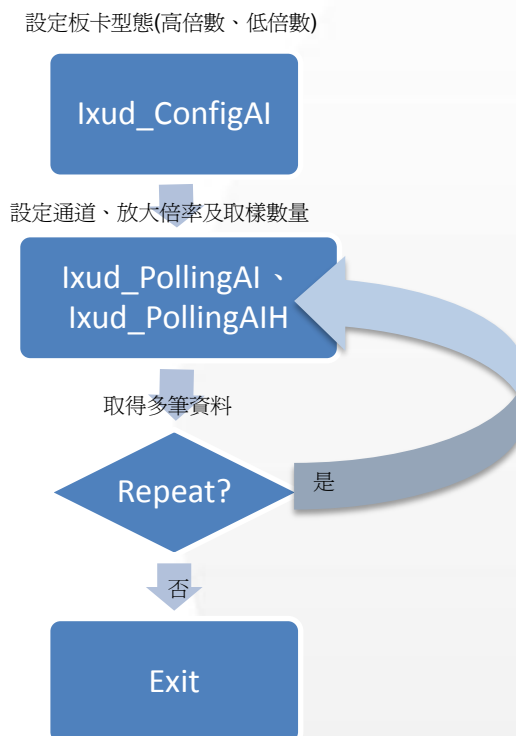 設定板卡型態(高倍數、低倍數)
Ixud_ConfigAI
設定通道、放大倍率及取樣數量
Ixud_PollingAI、
Ixud_PollingAIH
取得多筆資料
Repeat?
是
否
Exit